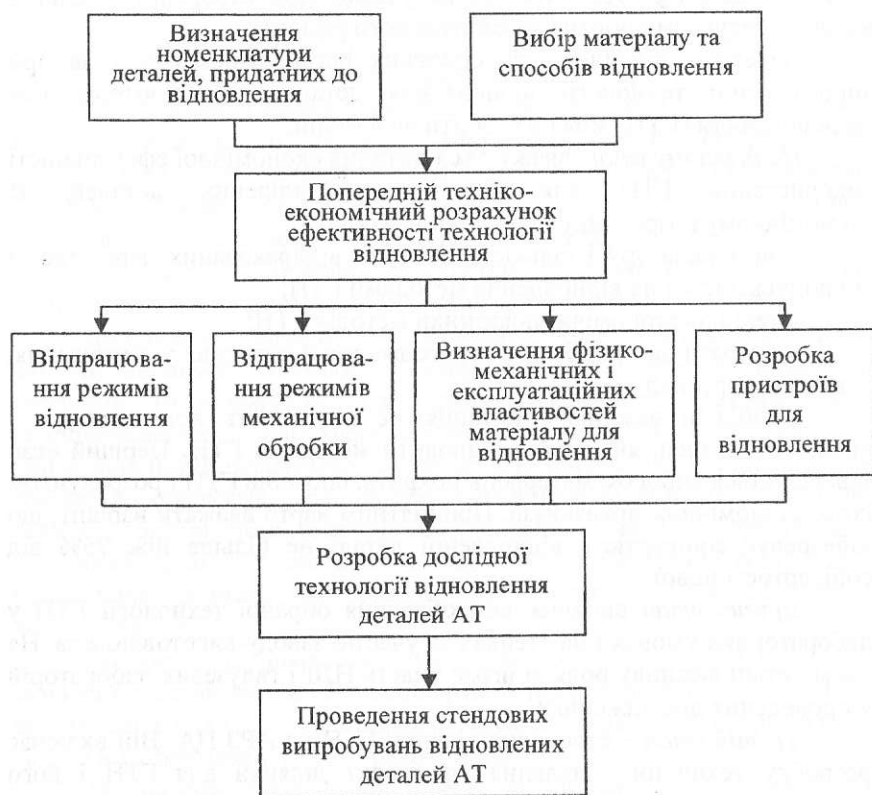 Визначення
номенклатури
деталей, придатних до
відновлення
Вибір матеріалу та
способів відновлення
Попередній техніко-
економічний розрахунок
ефективності технології
відновлення
Відпрацюва-
ання режимів
відновлення
Відпрацюва-
ання режимів
механічної
обробки
Визначення фізико-
механічних і
експлуатаційних
властивостей
матеріалу для
відновлення
Розробка
пристроїв
для
відновлення
Розробка дослідної
технології відновлення
деталей АТ
Проведення стендових
випробувань відновлених
деталей АТ